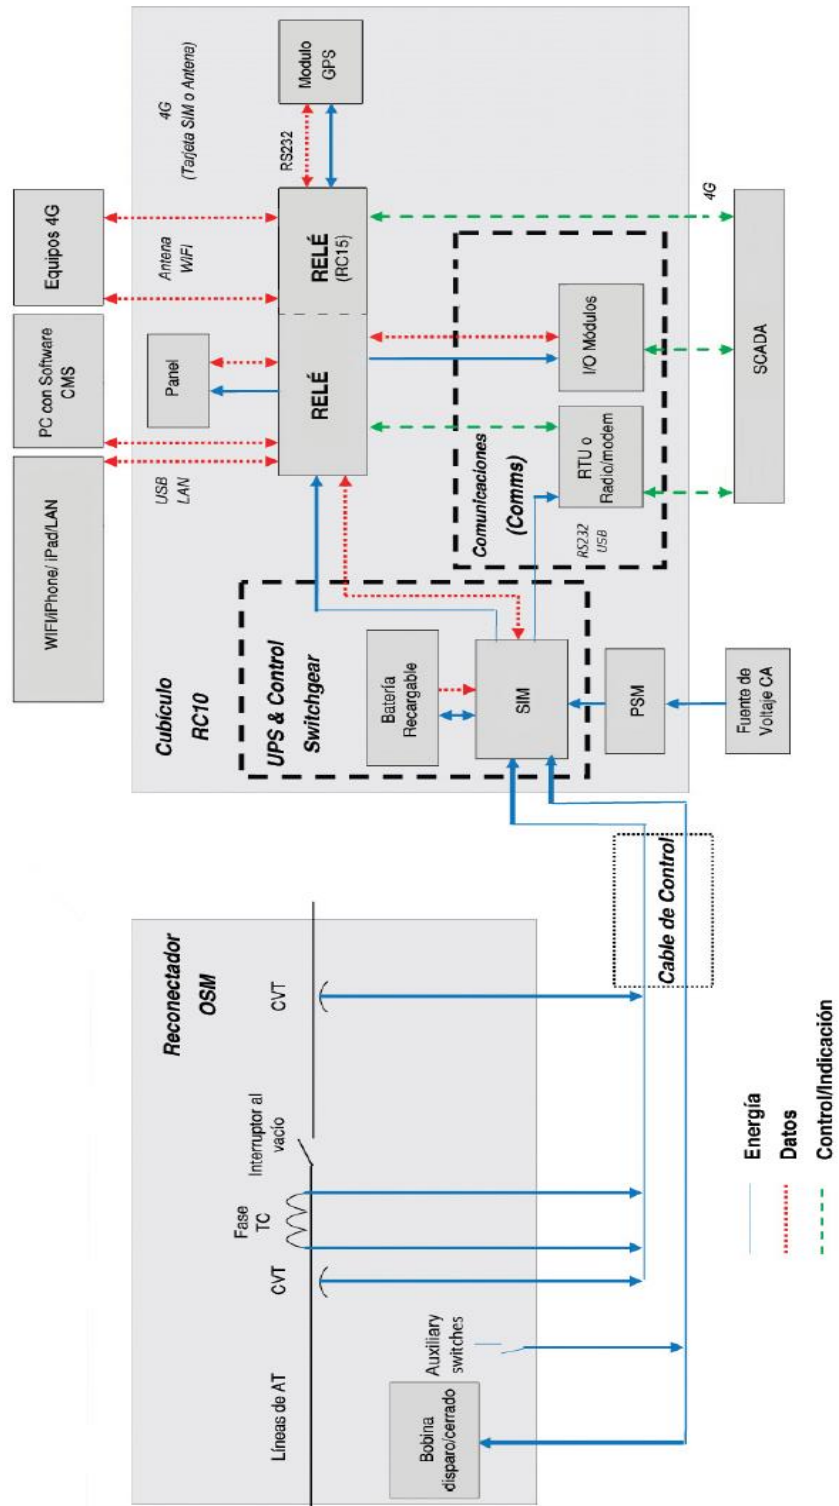 Equipos 4G
PC con Software
CMS
WIFI/iPhone/ iPad/LAN
4G
(Tarjeta SIM o Antena)
Antena
WIFI
USB
LAN
Modulo
GPS
RS232
Panel
RELÉ
(RC15)
RELÉ
4G
I/O Módulos
RTU o
Radio/modem
Comunicaciones
(Comms)
RS232
USB
SCADA
Cubículo
RC10
UPS & Control
Switchgear
Batería
Recargable
SIM
PSM
Fuente de
Voltaje CA
Reconectador
OSM
CVT
Interruptor al
vacío
Fase
TC
CVT
Líneas de AT
Auxiliary
switches
Bobina
disparo/cerrado
Cable de Control
Energía
Datos
Control/Indicación